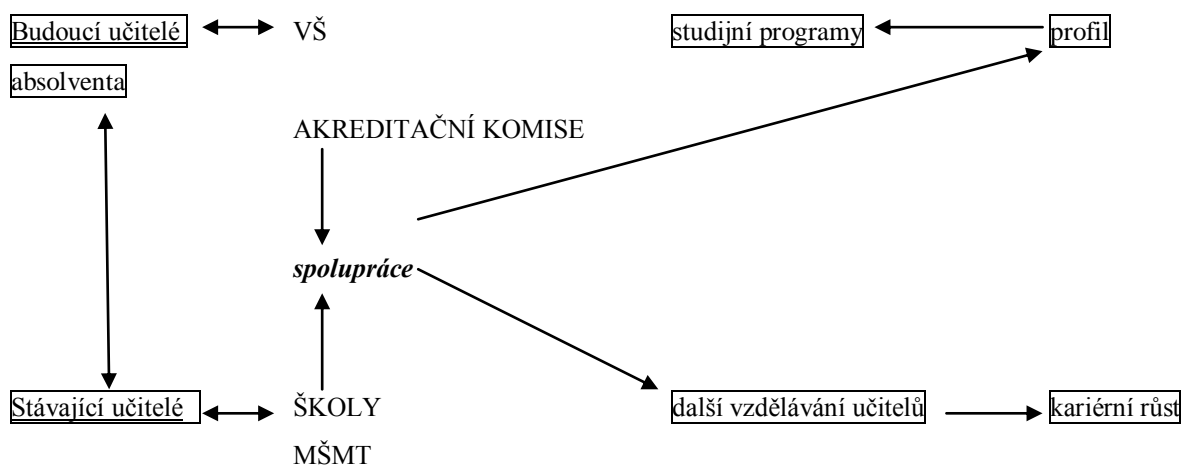 Budoucí učitelé VŠ studijní programy profil
absolventa
AKREDITAČNÍ KOMISE
spolupráce
Stávající učitelé ŠKOLY další vzdělávání učitelů kariérní růst
MŠMT